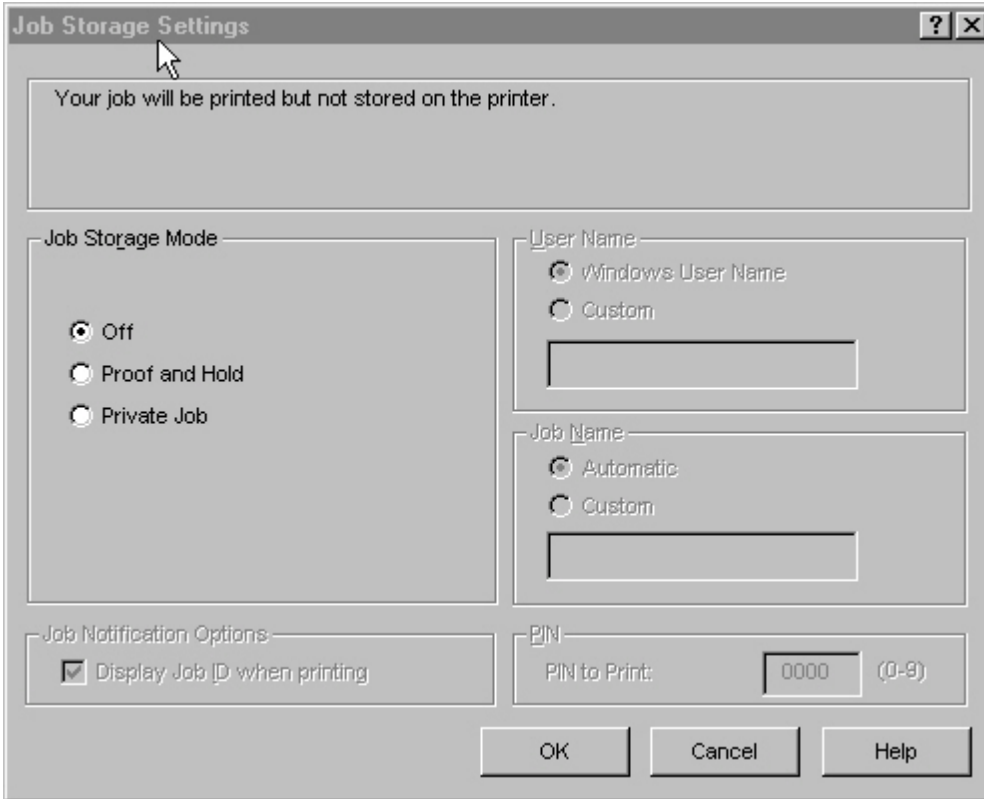 Job Storage Settings
Your job will be printed but not stored on the printer.
Job Storage Mode
Off
Proof and Hold
Private Job
User Name
Windows User Name
Custom
Job Name
Automatic
Custom
Job Notification Options
Display Job ID when printing
PIN
PIN to Print: 0000 (0-9)
OK Cancel Help